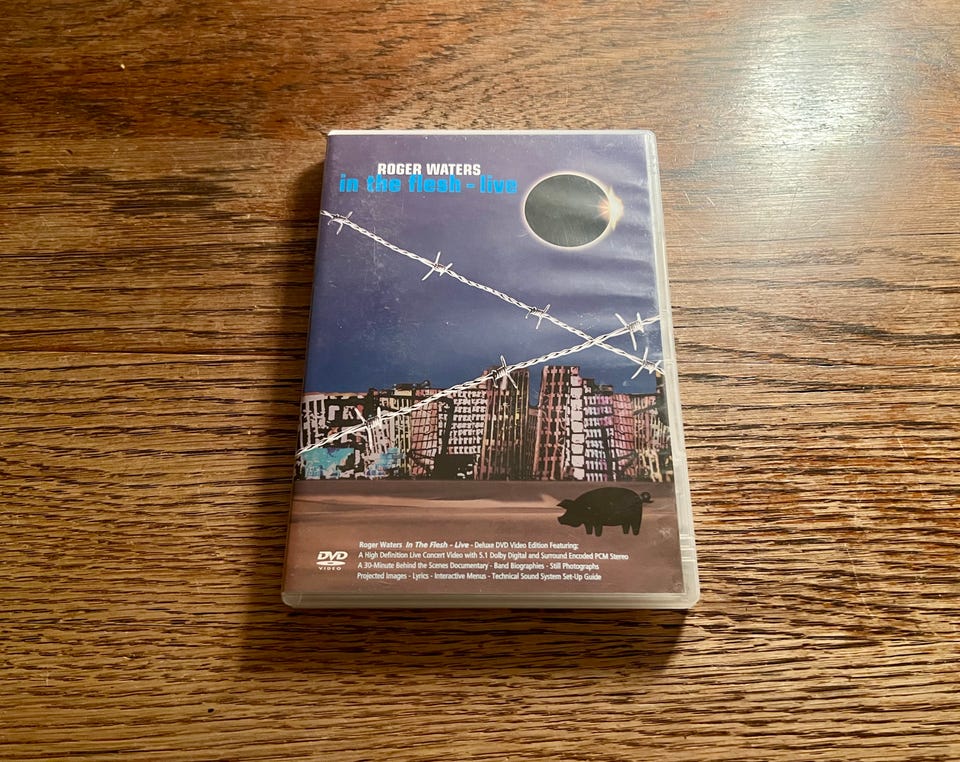 ROGER WATERS
in the flesh - live
Roger Waters In The Flesh – Live - Deluxe DVD Video Edition Featuring:
A High Definition Live Concert Video with 5.1 Dolby Digital and Surround Encoded PCM Stereo
A 30-Minute Behind the Scenes Documentary - Band Biographies - Still Photographs
Projected Images - Lyrics - Interactive Menus - Technical Sound System Set-Up Guide
DVD
VIDEO